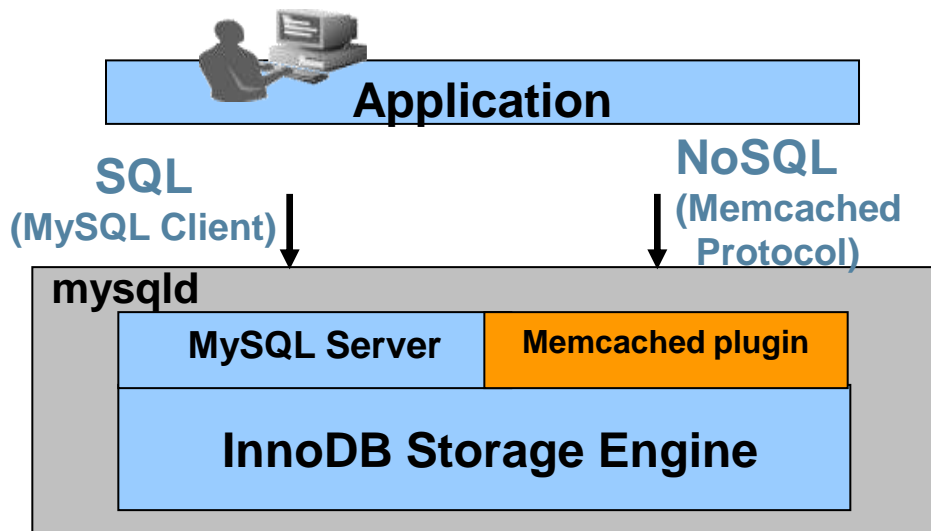 Application
SQL
(MySQL Client)
NoSQL
(Memcached
Protocol)
mysqld
MySQL Server
Memcached plugin
InnoDB Storage Engine